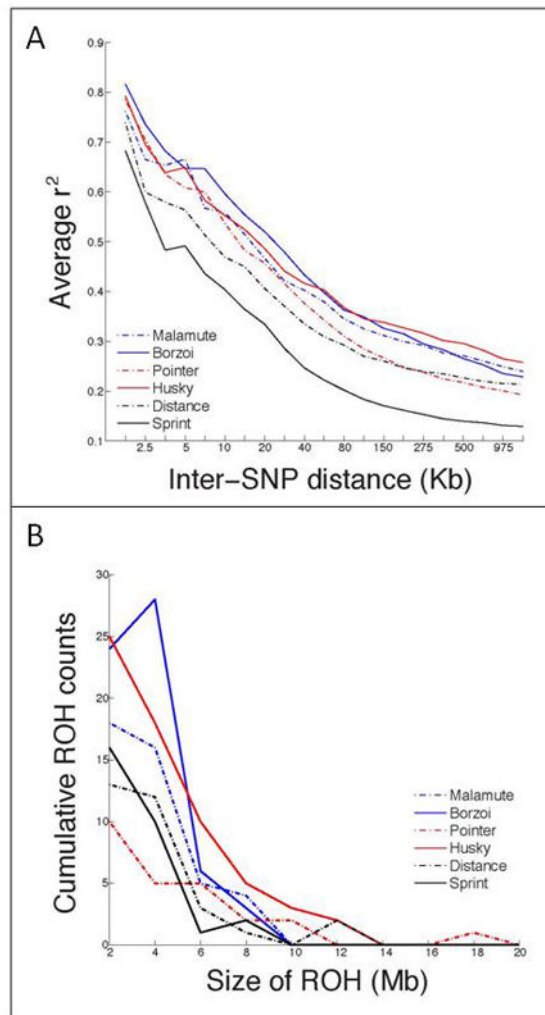 A
0.9
0.8
0.7
0.6
0.5
0.4
0.3
0.2
0.1
Average r²
Malamute
Borzoi
Pointer
Husky
Distance
Sprint
2.5 5 10 20 40 80 150 275 500 975
Inter-SNP distance (Kb)
B
30
25
20
15
10
5
0
Cumulative ROH counts
Malamute
Borzoi
Pointer
Husky
Distance
Sprint
2 4 6 8 10 12 14 16 18 20
Size of ROH (Mb)